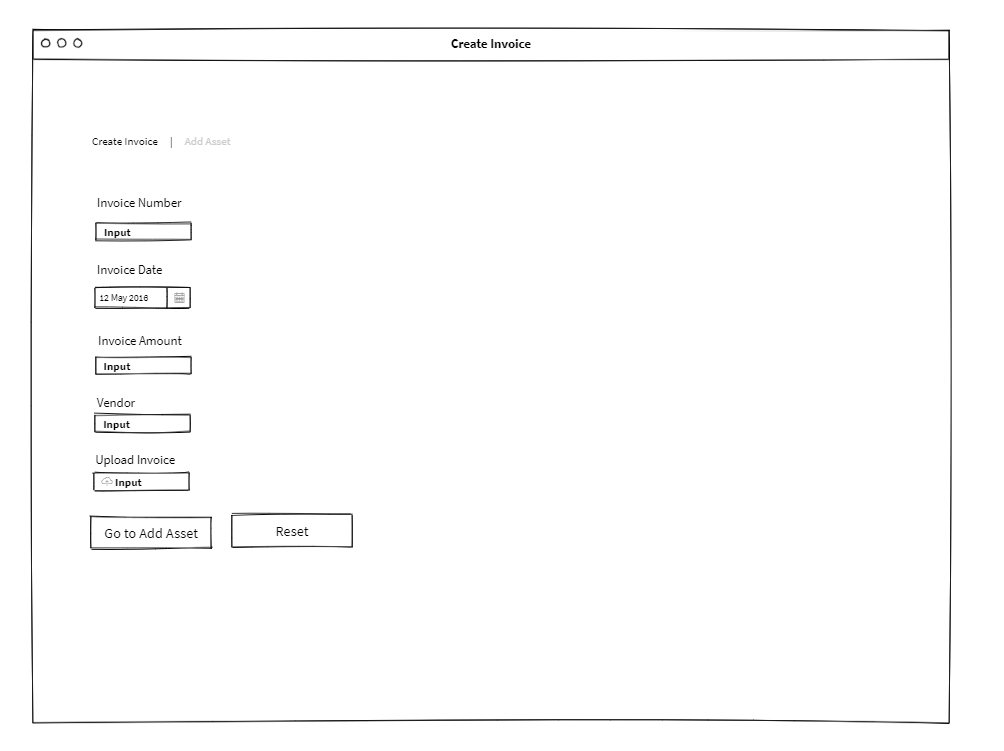 Create Invoice
Create Invoice | Add Asset
Invoice Number
Input
Invoice Date
12 May 2016
Invoice Amount
Input
Vendor
Input
Upload Invoice
Input
Go to Add Asset Reset